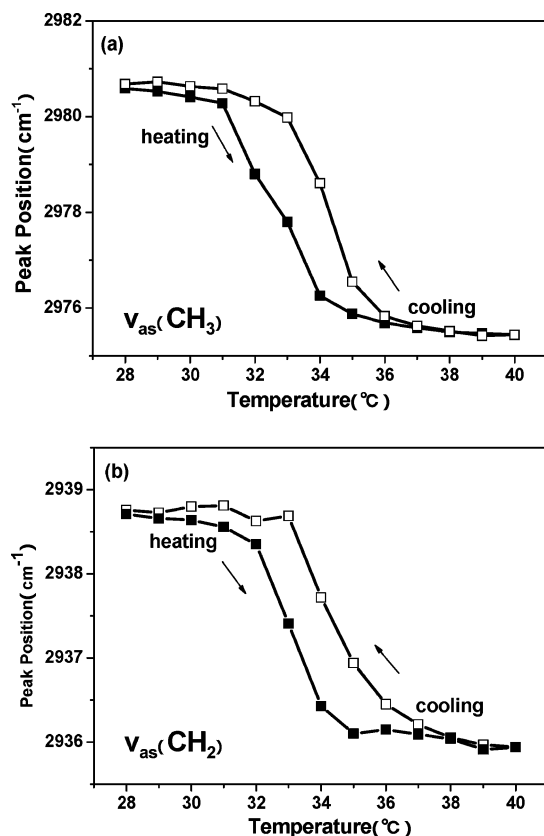 (a)
2982
2980
2978
2976
Peak Position(cm⁻¹)
heating
cooling
vas(CH3)
28 30 32 34 36 38 40
Temperature(℃)
(b)
2939
2938
2937
2936
Peak Position(cm⁻¹)
heating
cooling
vas(CH2)
28 30 32 34 36 38 40
Temperature(℃)